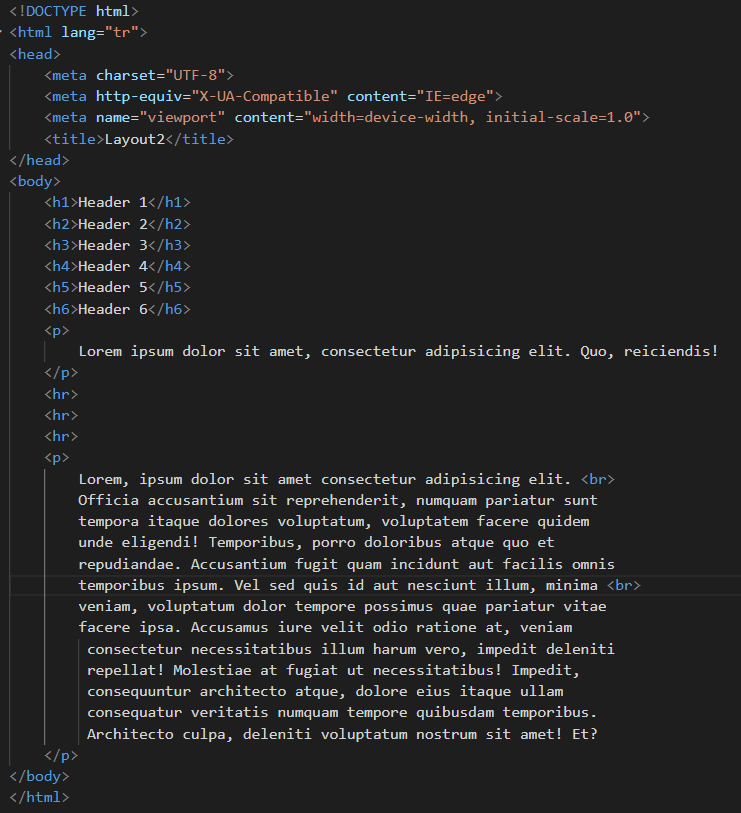 <!DOCTYPE html>
<html lang="tr">
<head>
    <meta charset="UTF-8">
    <meta http-equiv="X-UA-Compatible" content="IE=edge">
    <meta name="viewport" content="width=device-width, initial-scale=1.0">
    <title>Layout2</title>
</head>
<body>
    <h1>Header 1</h1>
    <h2>Header 2</h2>
    <h3>Header 3</h3>
    <h4>Header 4</h4>
    <h5>Header 5</h5>
    <h6>Header 6</h6>
    <p>
        Lorem ipsum dolor sit amet, consectetur adipisicing elit. Quo, reiciendis!
    </p>
    <hr>
    <hr>
    <hr>
    <p>
        Lorem, ipsum dolor sit amet consectetur adipisicing elit. <br>
        Officia accusantium sit reprehenderit, numquam pariatur sunt
        tempora itaque dolores voluptatum, voluptatem facere quidem
        unde eligendi! Temporibus, porro doloribus atque quo et
        repudiandae. Accusantium fugit quam incidunt aut facilis omnis
        temporibus ipsum. Vel sed quis id aut nesciunt illum, minima <br>
        veniam, voluptatum dolor tempore possimus quae pariatur vitae
        facere ipsa. Accusamus iure velit odio ratione at, veniam
         consectetur necessitatibus illum harum vero, impedit deleniti
         repellat! Molestiae at fugiat ut necessitatibus! Impedit,
         consequuntur architecto atque, dolore eius itaque ullam
         consequatur veritatis numquam tempore quibusdam temporibus.
         Architecto culpa, deleniti voluptatum nostrum sit amet! Et?
    </p>
</body>
</html>